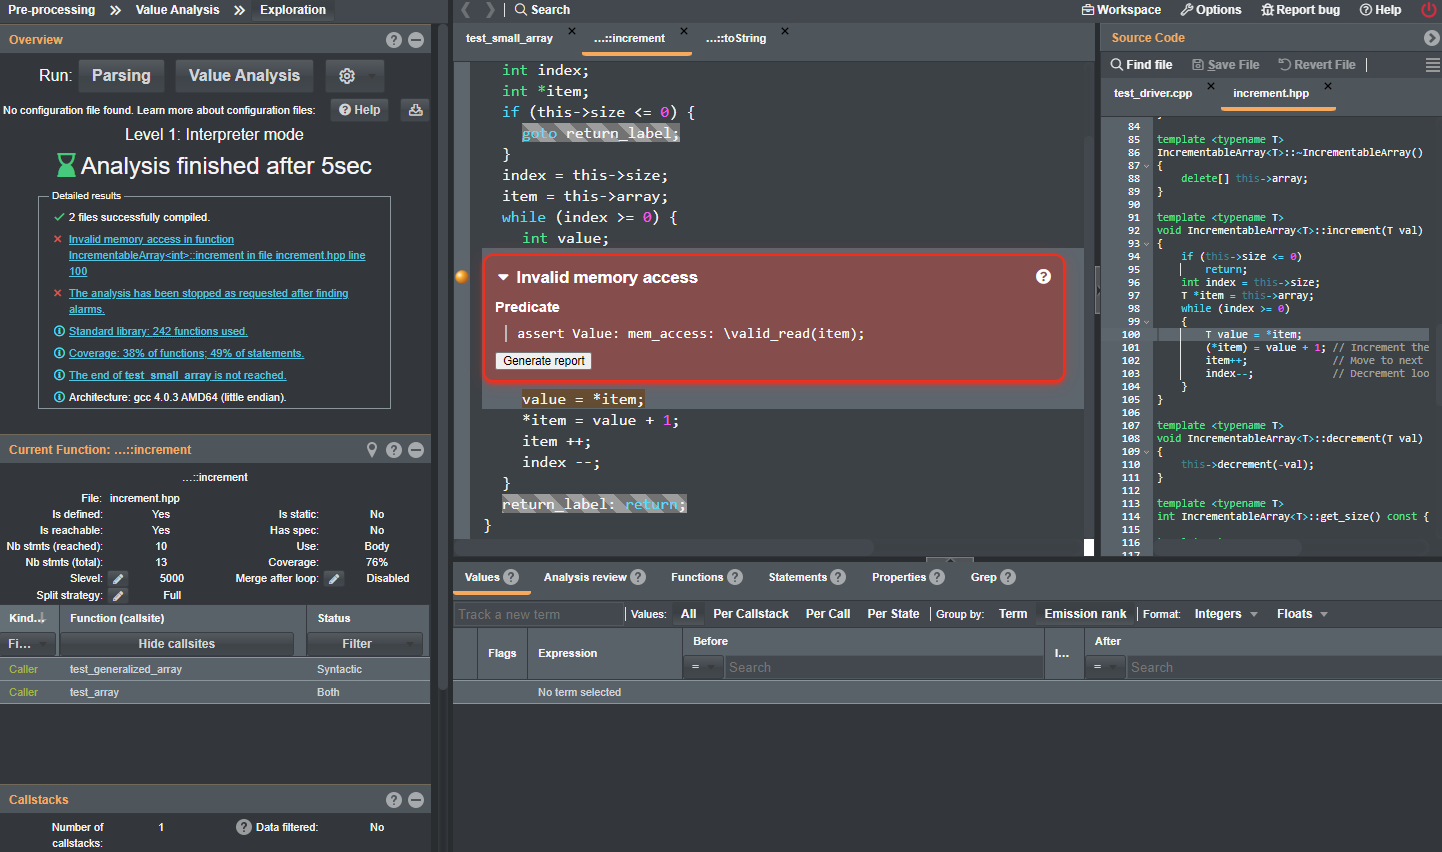 Pre-processing
Value Analysis
Exploration
Search
Workspace
Options
Report bug
Help
Overview
Run: Parsing Value Analysis
No configuration file found. Learn more about configuration files: Help
Level 1: Interpreter mode
Analysis finished after 5sec
Detailed results
2 files successfully compiled.
Invalid memory access in function
IncrementableArray<int>::increment in file increment.hpp line
100
The analysis has been stopped as requested after finding
alarms.
Standard library: 242 functions used.
Coverage: 38% of functions; 49% of statements.
The end of test_small_array is not reached.
Architecture: gcc 4.0.3 AMD64 (little endian).
Current Function: ...::increment
...::increment
File: increment.hpp
Is defined: Yes Is static: No
Is reachable: Yes Has spec: No
Nb stmts (reached): 10 Use: Body
Nb stmts (total): 13 Coverage: 76%
Slevel: 5000 Merge after loop: Disabled
Split strategy: Full
Kind... Function (callsite) Status
Fi... Hide callsites Filter
Caller test_generalized_array Syntactic
Caller test_array Both
Callstacks
Number of callstacks: 1 Data filtered: No
test_small_array ...::increment ...::toString
int index;
int *item;
if (this->size <= 0) {
goto return_label;
}
index = this->size;
item = this->array;
while (index >= 0) {
int value;
Invalid memory access
Predicate
assert Value: mem_access: \valid_read(item);
Generate report
value = *item;
*item = value + 1;
item ++;
index --;
}
return_label: return;
}
Source Code
Find file Save File Revert File
test_driver.cpp increment.hpp
84 }
85 template <typename T>
86 IncrementableArray<T>::~IncrementableArray()
87 {
88 delete[] this->array;
89 }
90
91 template <typename T>
92 void IncrementableArray<T>::increment(T val)
93 {
94 if (this->size <= 0)
95 return;
96 int index = this->size;
97 T *item = this->array;
98 while (index >= 0)
99 {
100 T value = *item;
101 (*item) = value + 1; // Increment the
102 item++; // Move to next
103 index--; // Decrement loo
104 }
105 }
106
107 template <typename T>
108 void IncrementableArray<T>::decrement(T val)
109 {
110 this->decrement(-val);
111 }
112
113 template <typename T>
114 int IncrementableArray<T>::get_size() const {
115
116
117
Values Analysis review Functions Statements Properties Grep
Track a new term Values: All Per Callstack Per Call Per State Group by: Term Emission rank Format: Integers Floats
Flags Expression Before I... After
= Search = Search
No term selected